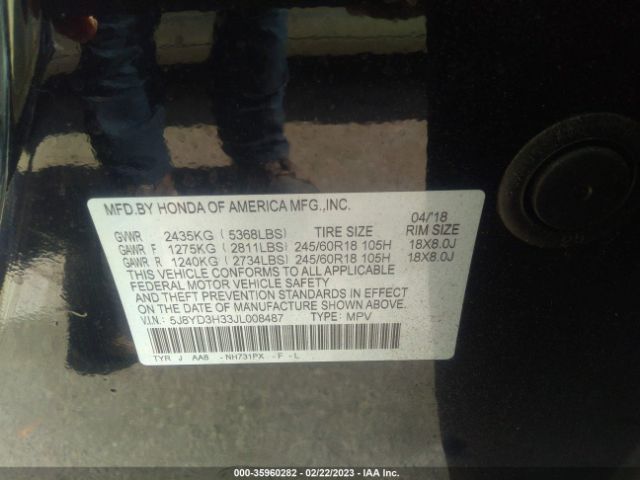 MFD.BY HONDA OF AMERICA MFG.,INC. 04/18
GVWR 2435KG ( 5368LBS) TIRE SIZE RIM SIZE
GAWR F 1275KG ( 2811LBS) 245/60R18 105H 18X8.0J
GAWR R 1240KG ( 2734LBS) 245/60R18 105H 18X8.0J
THIS VEHICLE CONFORMS TO ALL APPLICABLE
FEDERAL MOTOR VEHICLE SAFETY
AND THEFT PREVENTION STANDARDS IN EFFECT
ON THE DATE OF MANUFACTURE SHOWN ABOVE.
V.I.N.: 5J8YD3H33JL008487 TYPE: MPV
TYR J AA8 - NH731PX - F - L
000-35960282 / 02/22/2023 / IAA Inc.